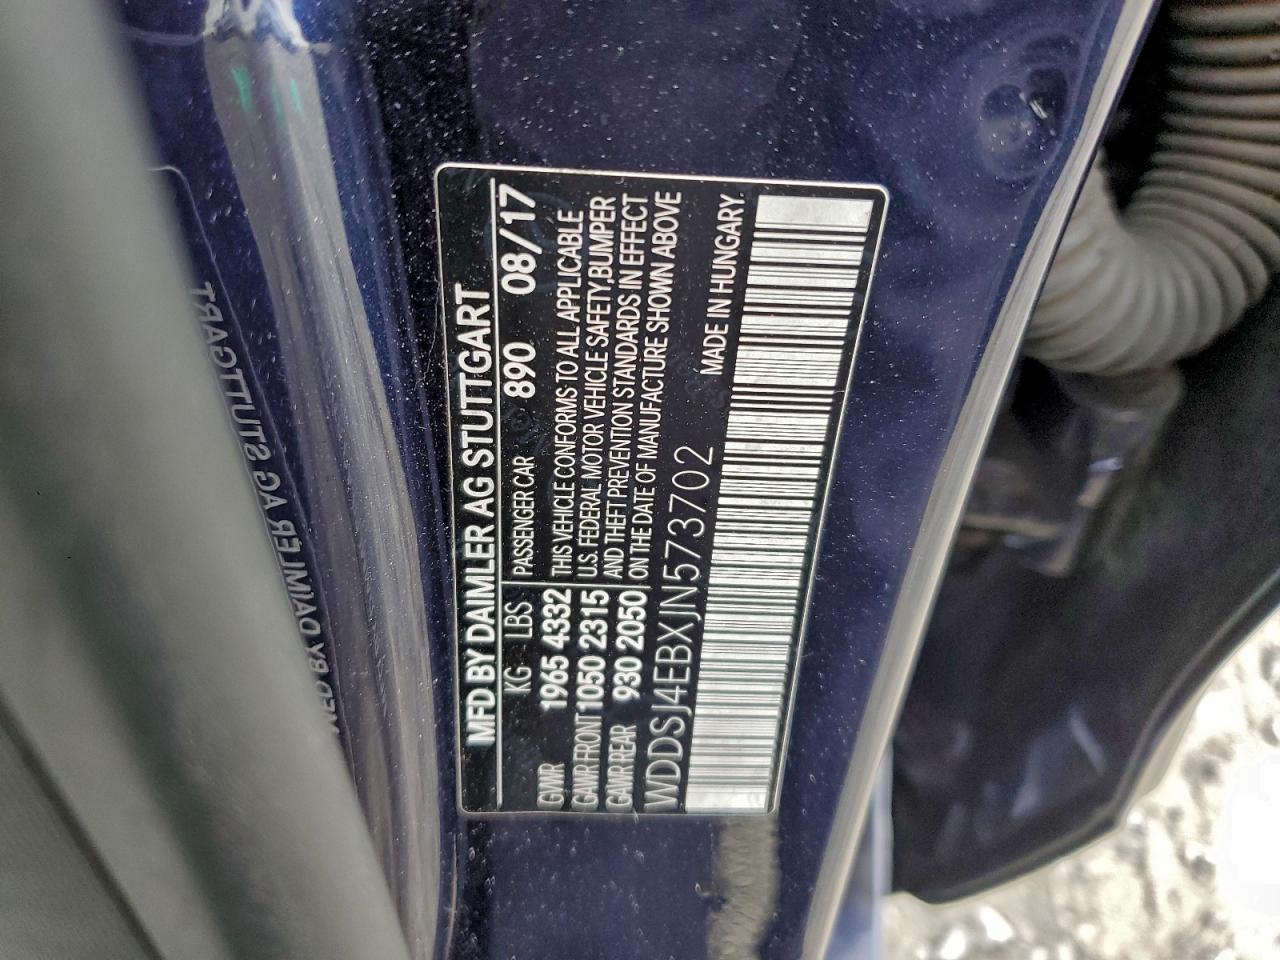 MFD BY DAIMLER AG STUTTGART
KG LBS PASSENGER CAR 890 08/17
GVWR 1965 4332 THIS VEHICLE CONFORMS TO ALL APPLICABLE
GAWR FRONT 1050 2315 U.S. FEDERAL MOTOR VEHICLE SAFETY,BUMPER
GAWR REAR 930 2050 AND THEFT PREVENTION STANDARDS IN EFFECT
ON THE DATE OF MANUFACTURE SHOWN ABOVE
WDDSJ4EBXJN573702 MADE IN HUNGARY